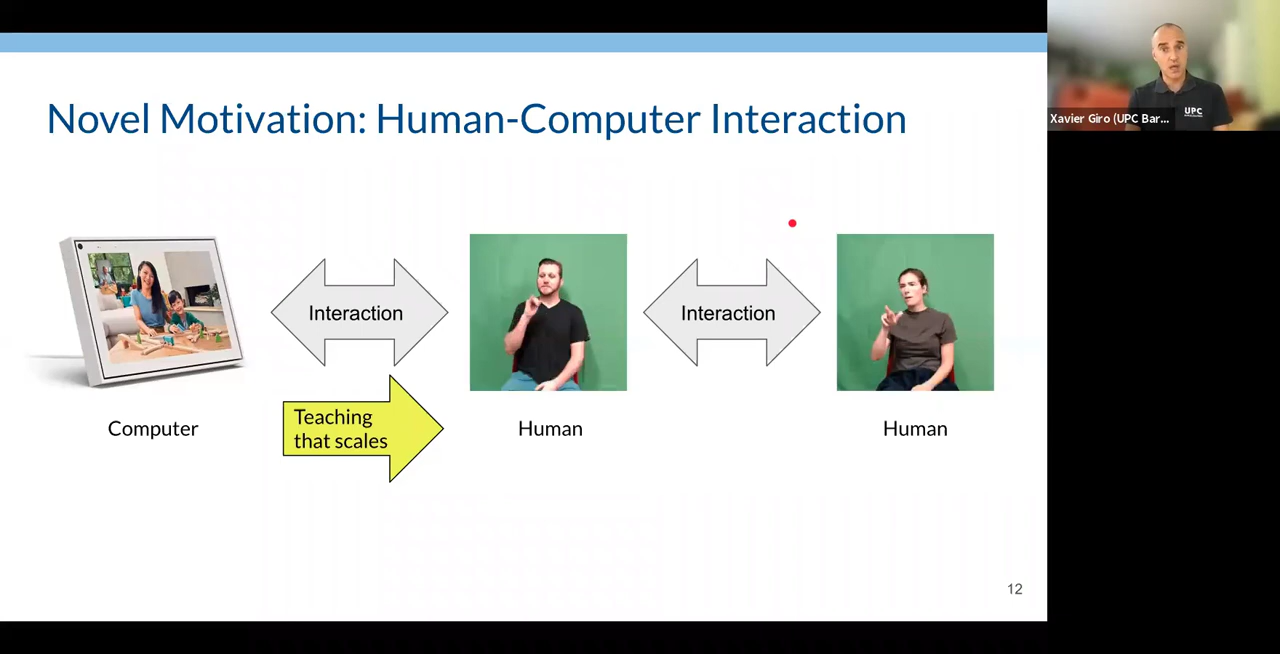 Novel Motivation: Human-Computer Interaction
Interaction
Interaction
Teaching
that scales
Computer
Human
Human
12
UPC
Xavier Giro (UPC Bar...